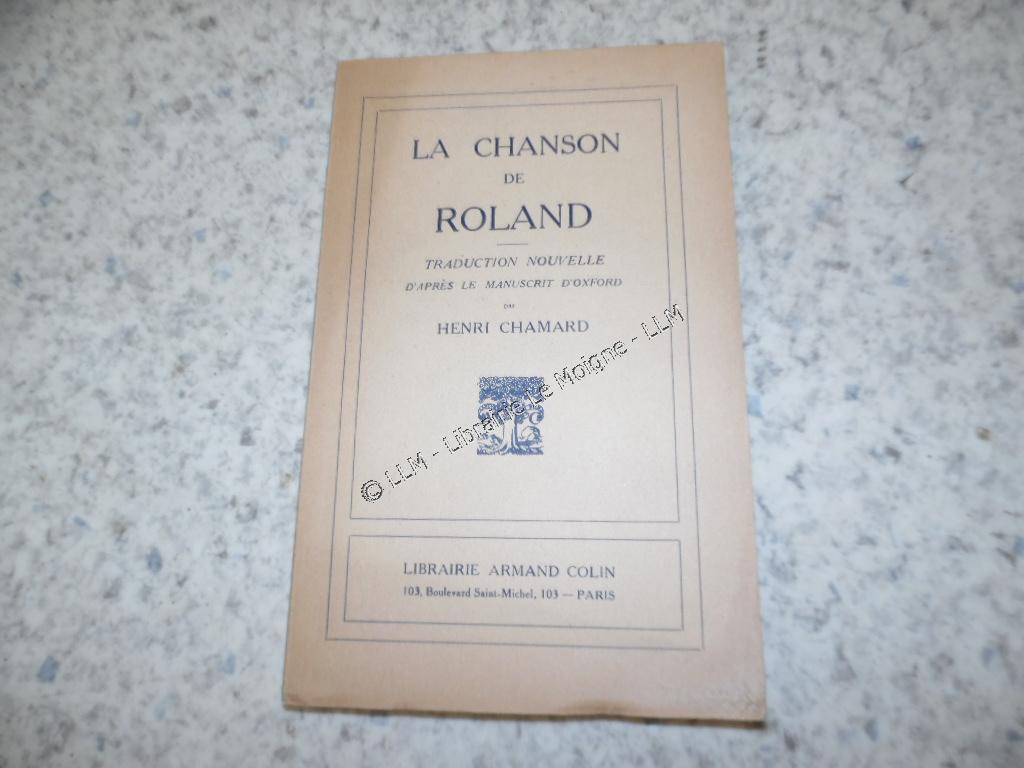 LA CHANSON
DE
ROLAND
TRADUCTION NOUVELLE
D'APRÈS LE MANUSCRIT D'OXFORD
PAR
HENRI CHAMARD
© LLM - Librairie Le Moigne - LLM
LIBRAIRIE ARMAND COLIN
103, Boulevard Saint-Michel, 103 — PARIS